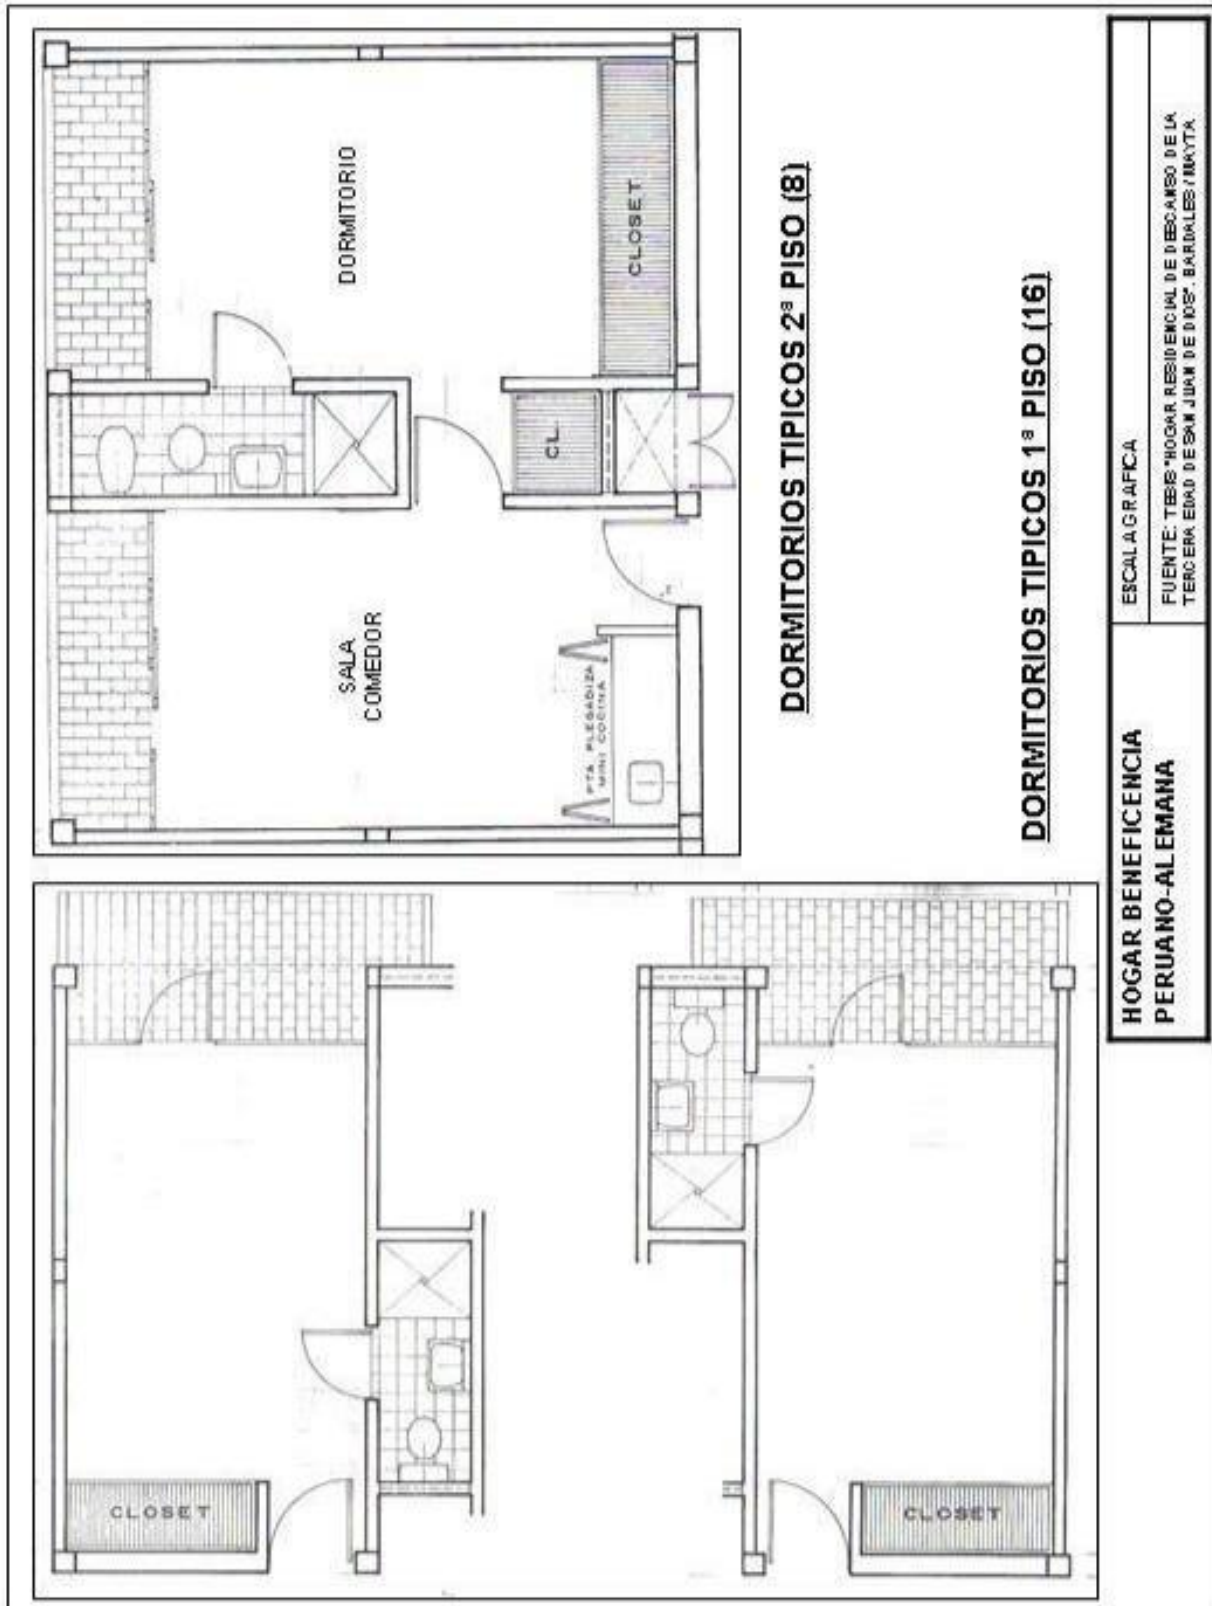 DORMITORIO
SALA
COMEDOR
CLOSET
CL.
PTA PLEGADIZA
MINI COCINA
DORMITORIOS TIPICOS 2ª PISO (8)
CLOSET
CLOSET
DORMITORIOS TIPICOS 1ª PISO (16)
HOGAR BENEFICENCIA
PERUANO-ALEMANA
ESCALA GRAFICA
FUENTE: TESIS "HOGAR RESIDENCIAL DE DESCANSO DE LA
TERCERA EDAD DE SAN JUAN DE DIOS". BARDALES / MAYTA